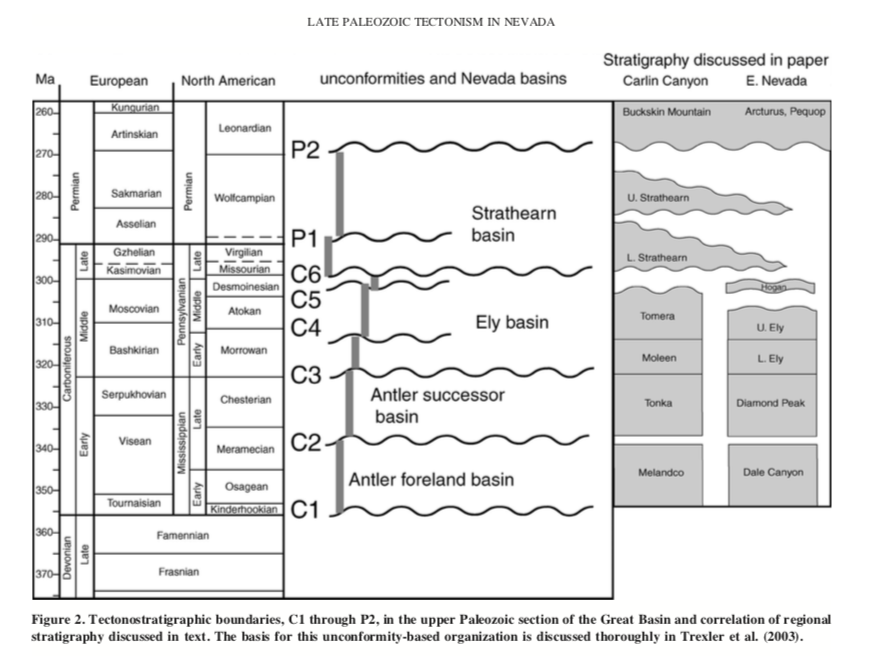 LATE PALEOZOIC TECTONISM IN NEVADA
Stratigraphy discussed in paper
Ma European North American unconformities and Nevada basins Carlin Canyon E. Nevada
260
270
280
290
300
310
320
330
340
350
360
370
Permian
Carboniferous
Devonian
Late
Middle
Early
Late
Kungurian
Artinskian
Sakmarian
Asselian
Gzhelian
Kasimovian
Moscovian
Bashkirian
Serpukhovian
Visean
Tournaisian
Famennian
Frasnian
Permian
Pennsylvanian
Mississippian
Late
Middle
Early
Late
Early
Leonardian
Wolfcampian
Virgilian
Missourian
Desmoinesian
Atokan
Morrowan
Chesterian
Meramecian
Osagean
Kinderhookian
P2
P1
C6
C5
C4
C3
C2
C1
Strathearn
basin
Ely basin
Antler successor
basin
Antler foreland basin
Buckskin Mountain
Arcturus, Pequop
U. Strathearn
L. Strathearn
Hogan
Tomera
U. Ely
Moleen
L. Ely
Tonka
Diamond Peak
Melandco
Dale Canyon
Figure 2. Tectonostratigraphic boundaries, C1 through P2, in the upper Paleozoic section of the Great Basin and correlation of regional
stratigraphy discussed in text. The basis for this unconformity-based organization is discussed thoroughly in Trexler et al. (2003).